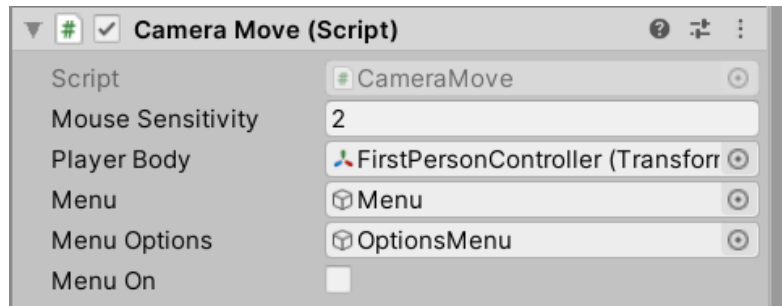 # Camera Move (Script)
Script # CameraMove
Mouse Sensitivity 2
Player Body FirstPersonController (Transforr
Menu Menu
Menu Options OptionsMenu
Menu On